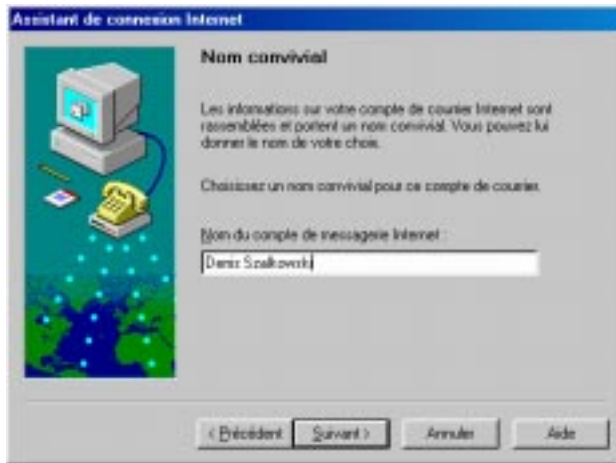 Assistant de connexion Internet
Nom convivial
Les informations sur votre compte de courrier Internet sont
rassemblées et portent un nom convivial. Vous pouvez lui
donner le nom de votre choix.
Choisissez un nom convivial pour ce compte de courrier.
Nom du compte de messagerie Internet :
Denis Szalkowski
< Précédent Suivant > Annuler Aide